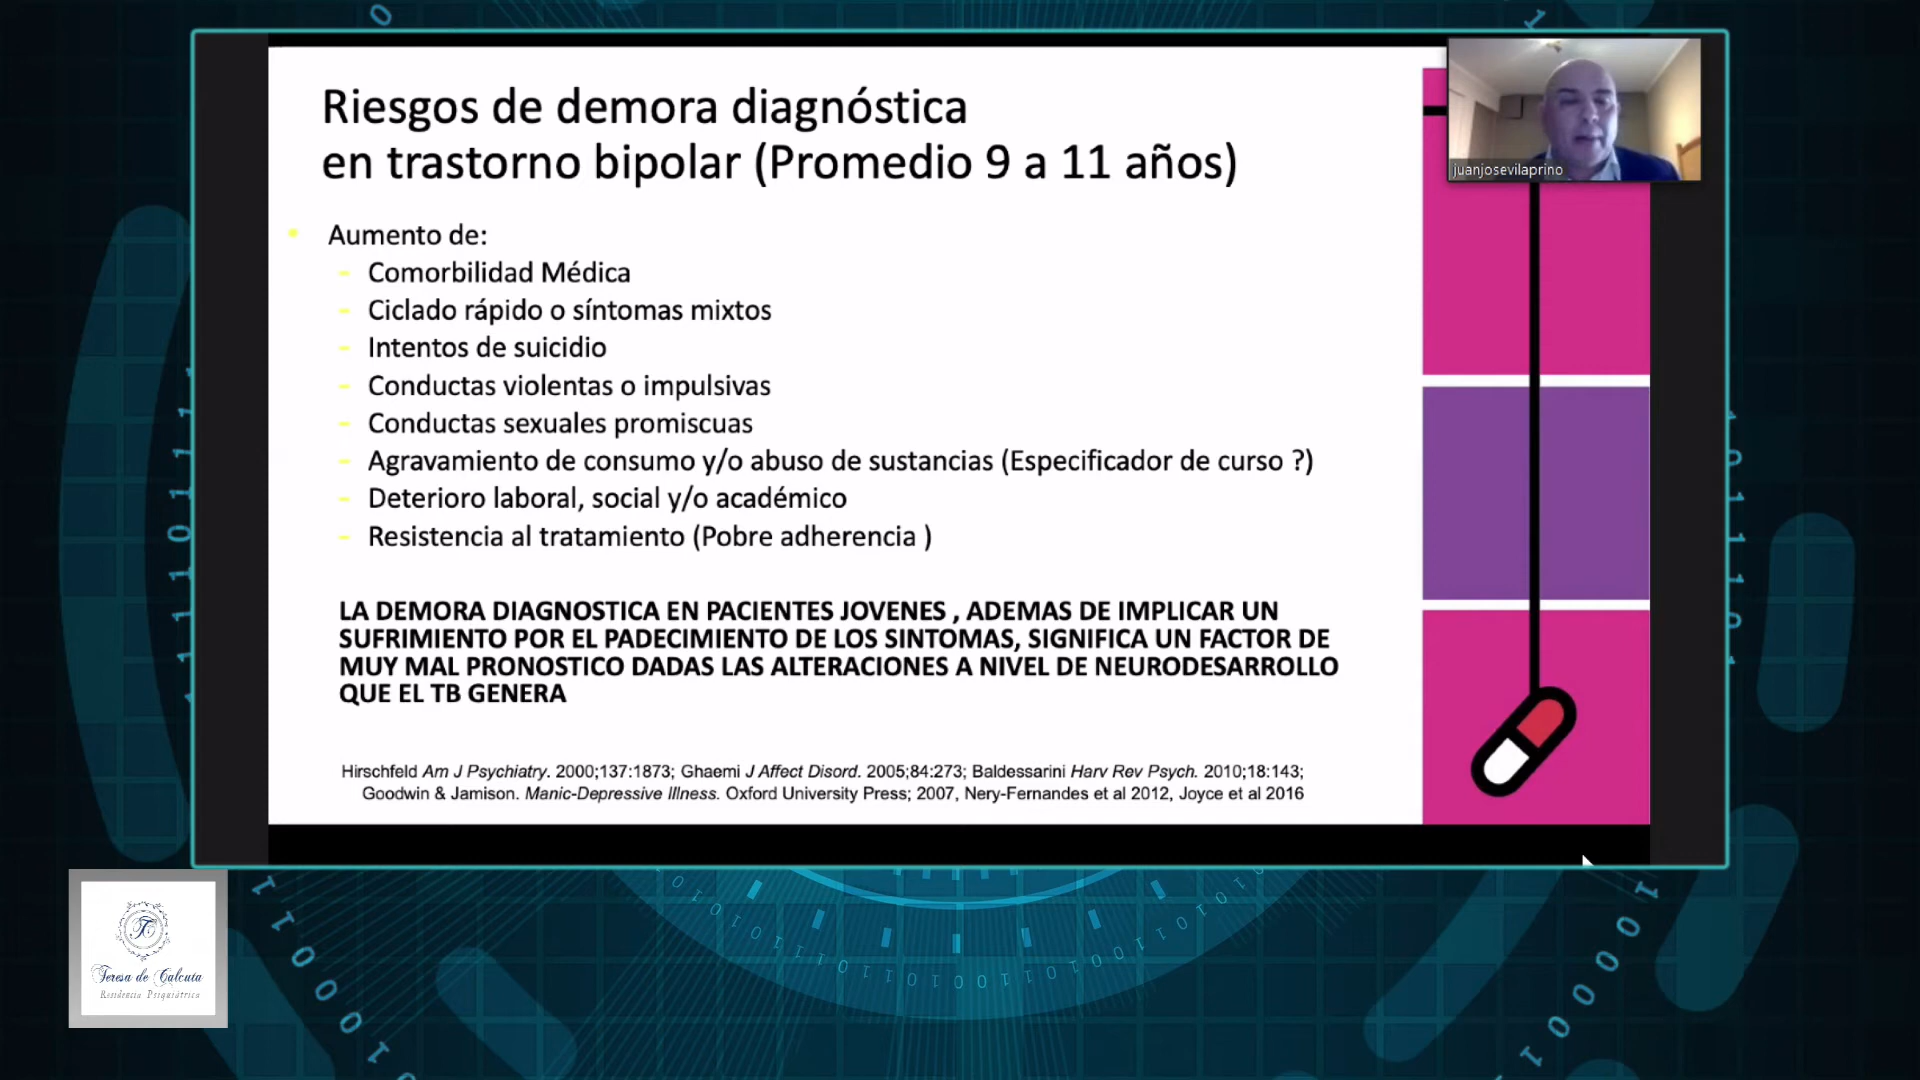 Riesgos de demora diagnóstica
en trastorno bipolar (Promedio 9 a 11 años)
juanjosevilaprino
• Aumento de:
- Comorbilidad Médica
- Ciclado rápido o síntomas mixtos
- Intentos de suicidio
- Conductas violentas o impulsivas
- Conductas sexuales promiscuas
- Agravamiento de consumo y/o abuso de sustancias (Especificador de curso ?)
- Deterioro laboral, social y/o académico
- Resistencia al tratamiento (Pobre adherencia )
LA DEMORA DIAGNOSTICA EN PACIENTES JOVENES , ADEMAS DE IMPLICAR UN
SUFRIMIENTO POR EL PADECIMIENTO DE LOS SINTOMAS, SIGNIFICA UN FACTOR DE
MUY MAL PRONOSTICO DADAS LAS ALTERACIONES A NIVEL DE NEURODESARROLLO
QUE EL TB GENERA
Hirschfeld Am J Psychiatry. 2000;137:1873; Ghaemi J Affect Disord. 2005;84:273; Baldessarini Harv Rev Psych. 2010;18:143;
Goodwin & Jamison. Manic-Depressive Illness. Oxford University Press; 2007, Nery-Fernandes et al 2012, Joyce et al 2016
Teresa de Calcuta
Residencia Psiquiátrica